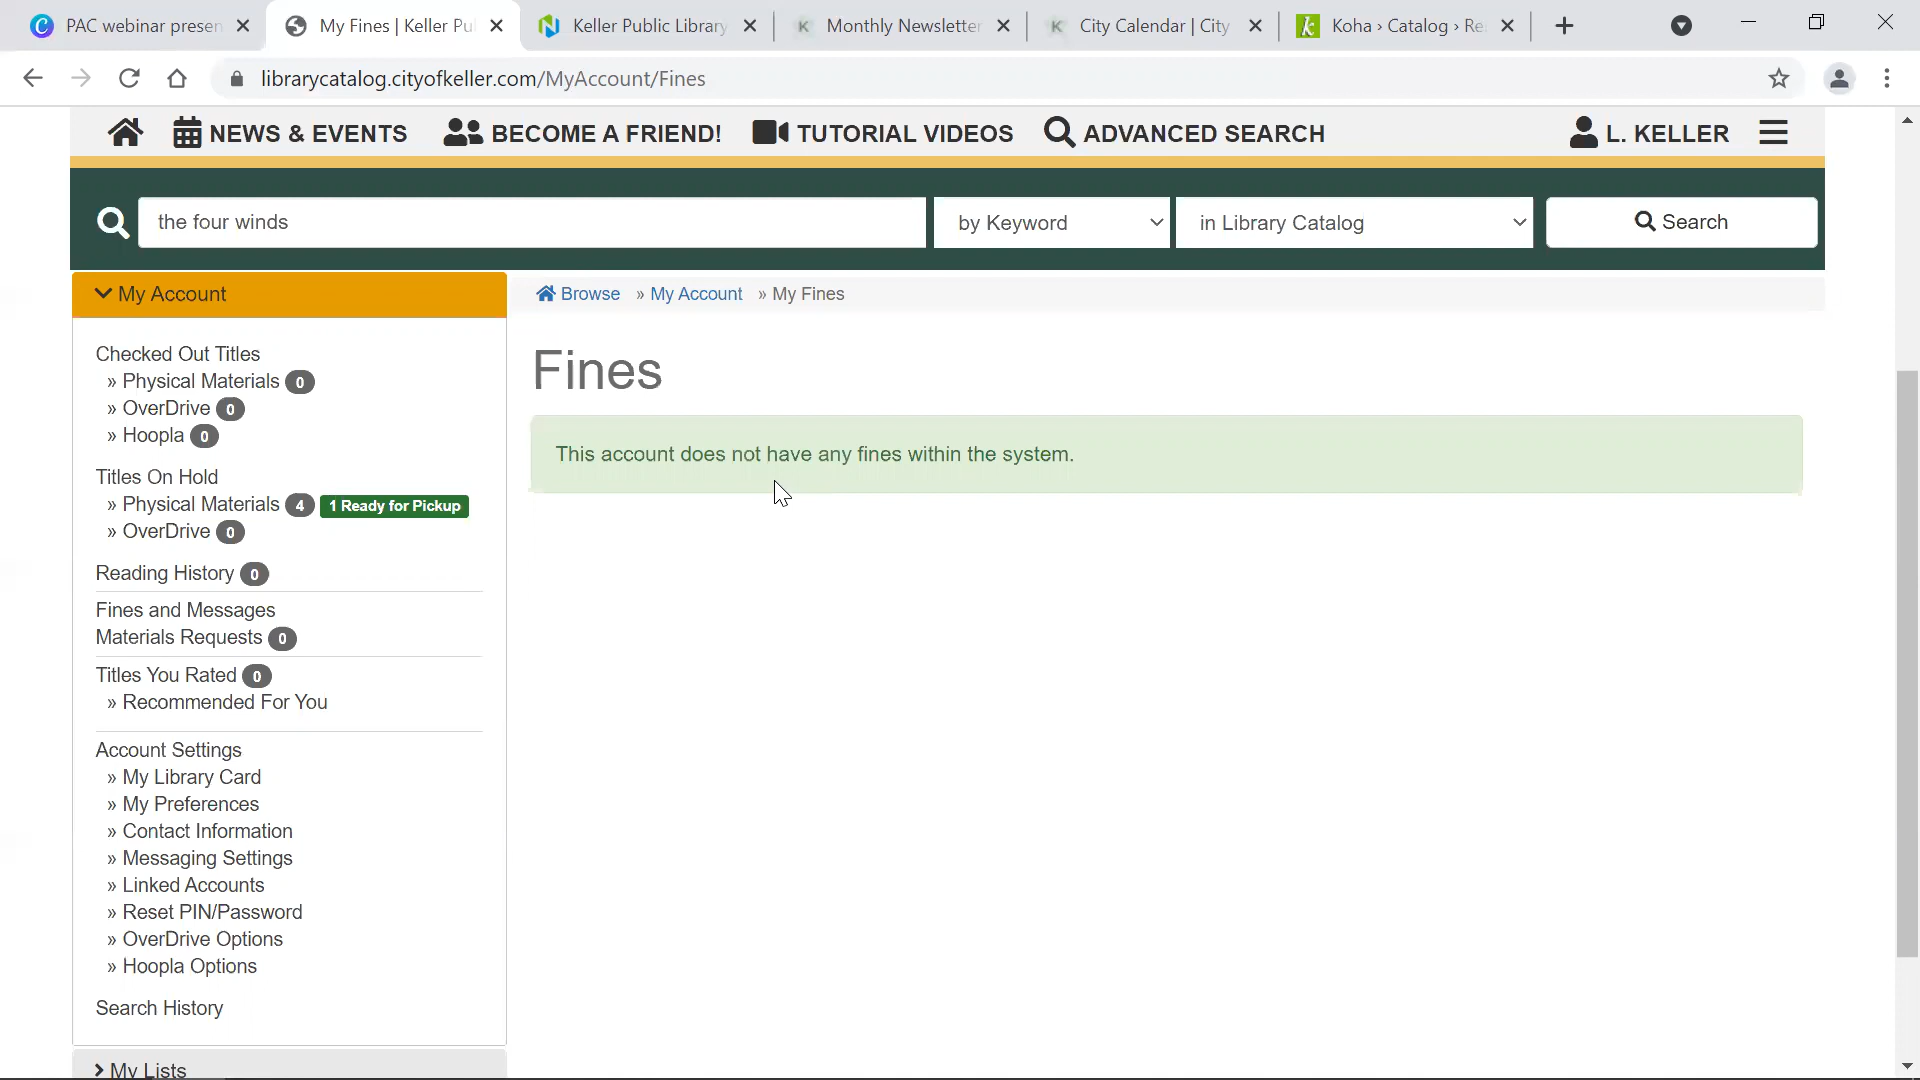 PAC webinar presen
My Fines | Keller Pu
Keller Public Library
Monthly Newsletter
City Calendar | City
Koha › Catalog › Re
librarycatalog.cityofkeller.com/MyAccount/Fines
NEWS & EVENTS
BECOME A FRIEND!
TUTORIAL VIDEOS
ADVANCED SEARCH
L. KELLER
the four winds
by Keyword
in Library Catalog
Search
My Account
Browse » My Account » My Fines
Checked Out Titles
» Physical Materials 0
» OverDrive 0
» Hoopla 0
Titles On Hold
» Physical Materials 4 1 Ready for Pickup
» OverDrive 0
Reading History 0
Fines and Messages
Materials Requests 0
Titles You Rated 0
» Recommended For You
Account Settings
» My Library Card
» My Preferences
» Contact Information
» Messaging Settings
» Linked Accounts
» Reset PIN/Password
» OverDrive Options
» Hoopla Options
Search History
My Lists
Fines
This account does not have any fines within the system.